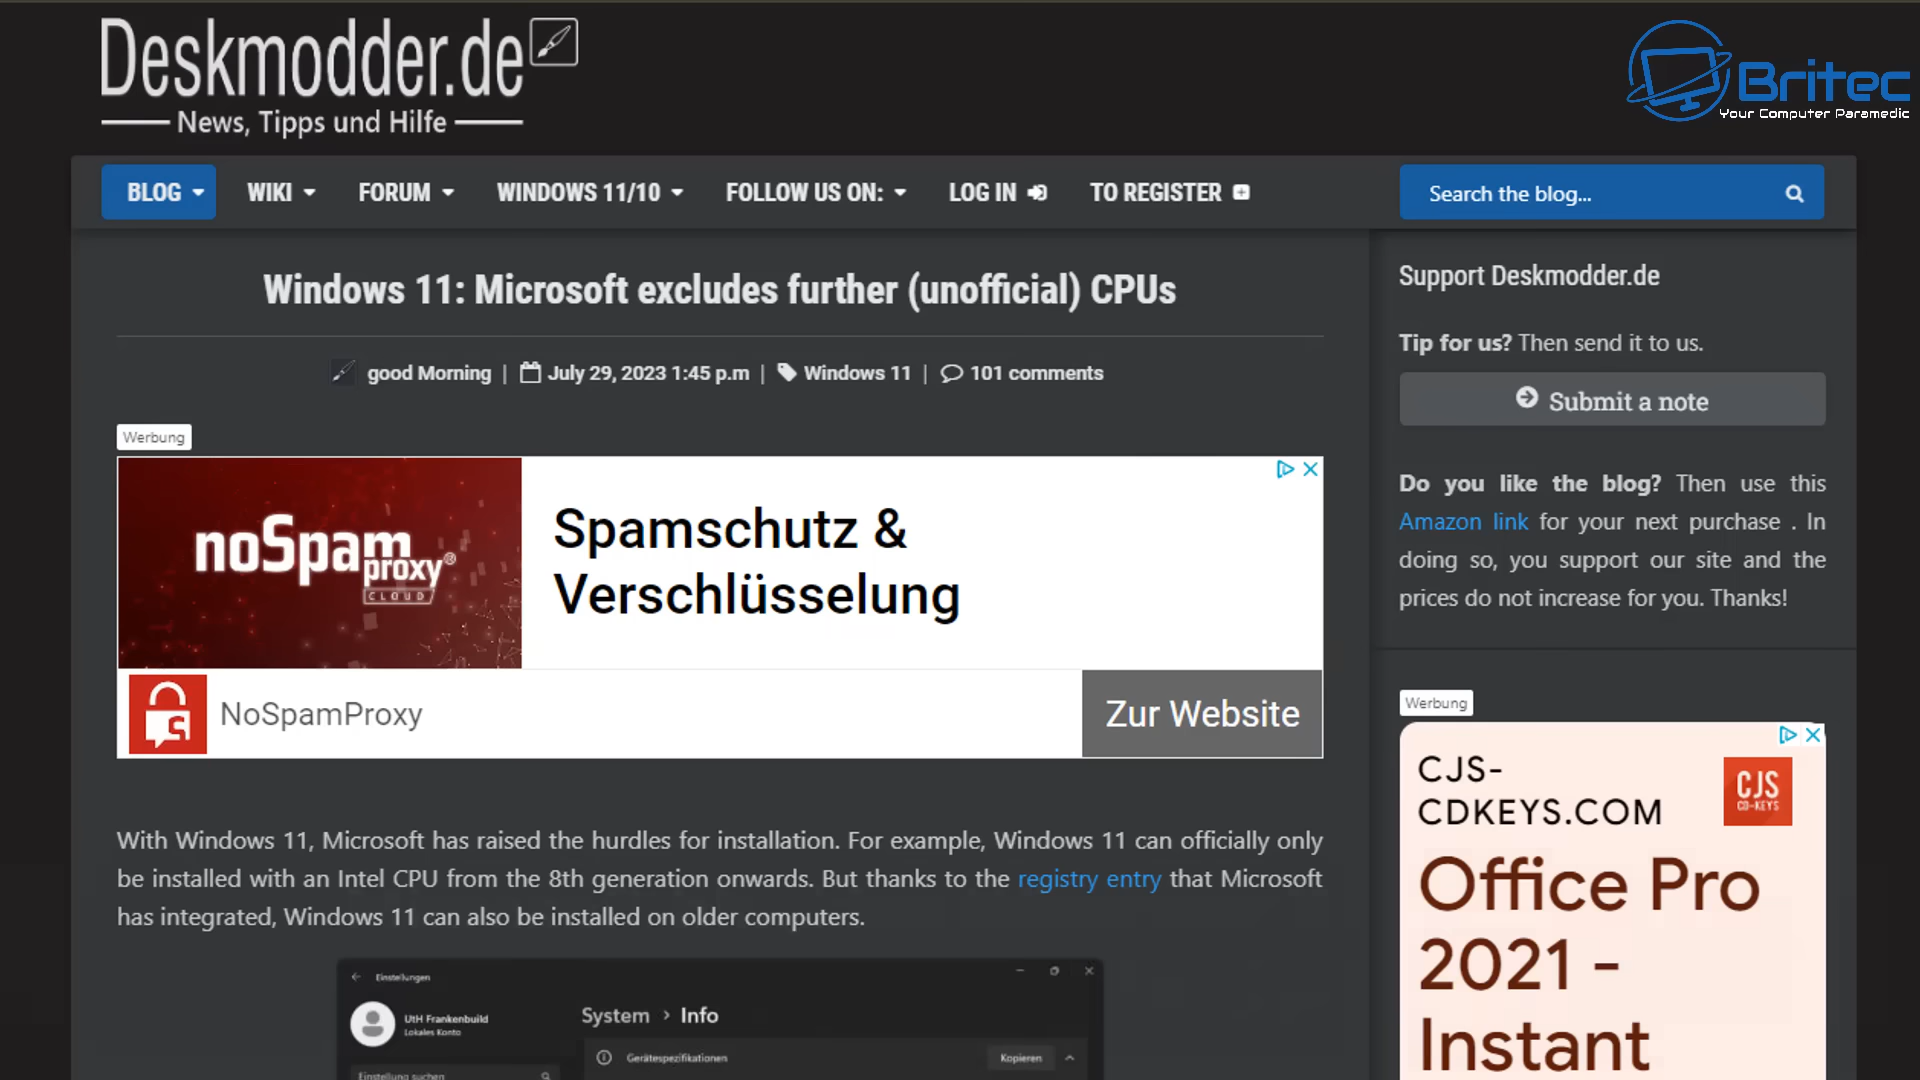 Deskmodder.de
News, Tipps und Hilfe
Britec
Your Computer Paramedic
BLOG WIKI FORUM WINDOWS 11/10 FOLLOW US ON: LOG IN TO REGISTER
Search the blog...
Windows 11: Microsoft excludes further (unofficial) CPUs
good Morning | July 29, 2023 1:45 p.m | Windows 11 | 101 comments
Werbung
noSpam
proxy®
CLOUD
Spamschutz &
Verschlüsselung
NoSpamProxy
Zur Website
With Windows 11, Microsoft has raised the hurdles for installation. For example, Windows 11 can officially only
be installed with an Intel CPU from the 8th generation onwards. But thanks to the registry entry that Microsoft
has integrated, Windows 11 can also be installed on older computers.
Einstellungen
UtH Frankenbuild
Lokales Konto
Einstellung suchen
System › Info
Gerätespezifikationen
Kopieren
Support Deskmodder.de
Tip for us? Then send it to us.
Submit a note
Do you like the blog? Then use this
Amazon link for your next purchase . In
doing so, you support our site and the
prices do not increase for you. Thanks!
Werbung
CJS-
CDKEYS.COM
CJS
CD-KEYS
Office Pro
2021 -
Instant